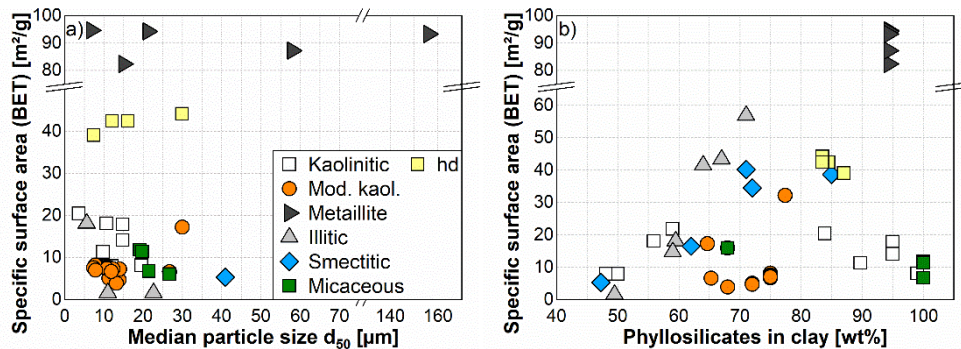 a)
Specific surface area (BET) [m²/g]
100
90
80
40
30
20
10
0
0 10 20 30 40 50 60 70 160
Median particle size d₅₀ [µm]
Kaolinitic hd
Mod. kaol.
Metaillite
Illitic
Smectitic
Micaceous
b)
Specific surface area (BET) [m²/g]
100
90
80
60
50
40
30
20
10
0
40 50 60 70 80 90 100
Phyllosilicates in clay [wt%]